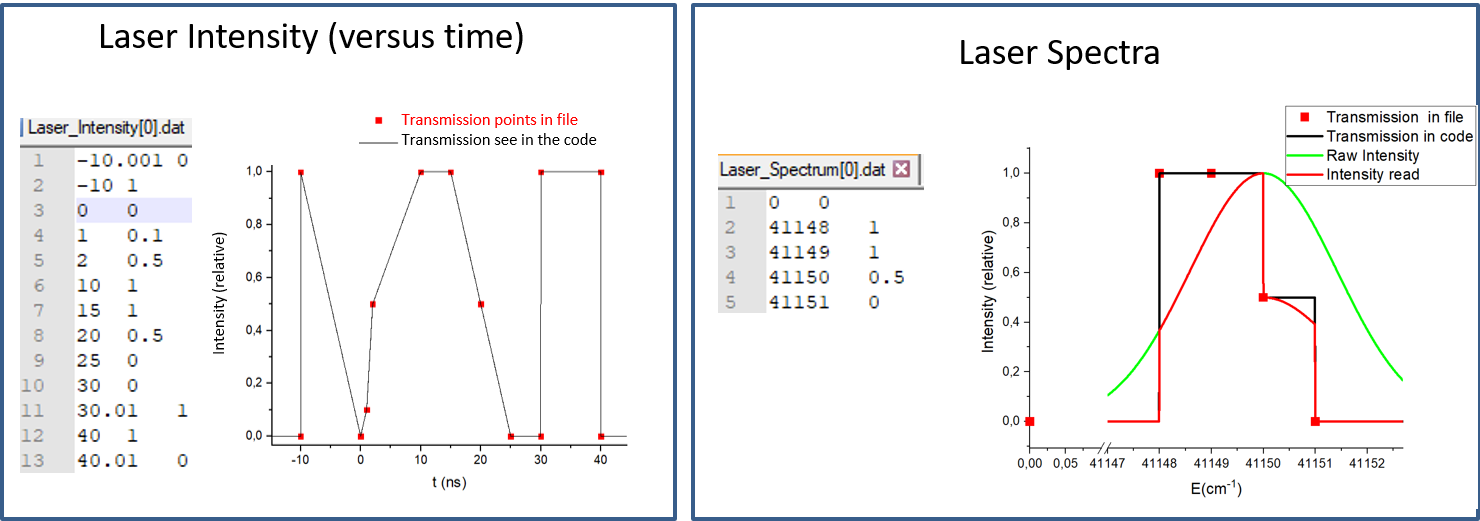 Laser Intensity (versus time)
Laser_Intensity[0].dat
1 -10.001 0
2 -10 1
3 0 0
4 1 0.1
5 2 0.5
6 10 1
7 15 1
8 20 0.5
9 25 0
10 30 0
11 30.01 1
12 40 1
13 40.01 0
Transmission points in file
Transmission see in the code
Intensity (relative)
1,0
0,8
0,6
0,4
0,2
0,0
-10 0 10 20 30 40
t (ns)
Laser Spectra
Laser_Spectrum[0].dat
1 0 0
2 41148 1
3 41149 1
4 41150 0.5
5 41151 0
Transmission in file
Transmission in code
Raw Intensity
Intensity read
Intensity (relative)
1,0
0,8
0,6
0,4
0,2
0,0
0,00 0,05 41147 41148 41149 41150 41151 41152
E(cm-1)